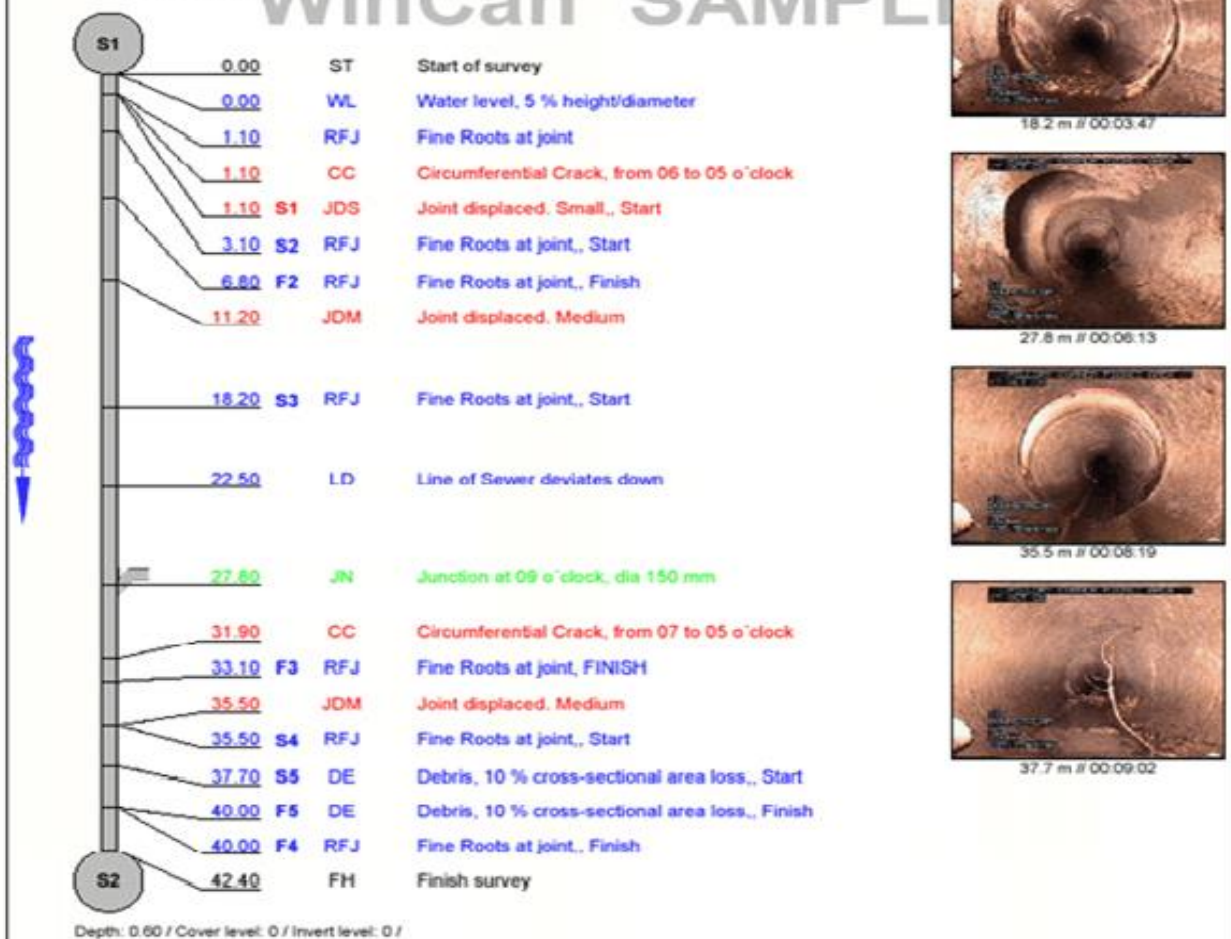 WinCan SAMPLE
S1
0.00 ST Start of survey
0.00 WL Water level, 5 % height/diameter
1.10 RFJ Fine Roots at joint
1.10 CC Circumferential Crack, from 06 to 05 o`clock
1.10 S1 JDS Joint displaced. Small,, Start
3.10 S2 RFJ Fine Roots at joint,, Start
6.80 F2 RFJ Fine Roots at joint,, Finish
11.20 JDM Joint displaced. Medium
18.20 S3 RFJ Fine Roots at joint,, Start
22.50 LD Line of Sewer deviates down
27.80 JN Junction at 09 o`clock, dia 150 mm
31.90 CC Circumferential Crack, from 07 to 05 o`clock
33.10 F3 RFJ Fine Roots at joint, FINISH
35.50 JDM Joint displaced. Medium
35.50 S4 RFJ Fine Roots at joint,, Start
37.70 S5 DE Debris, 10 % cross-sectional area loss,, Start
40.00 F5 DE Debris, 10 % cross-sectional area loss,, Finish
40.00 F4 RFJ Fine Roots at joint,, Finish
42.40 FH Finish survey
S2
Depth: 0.60 / Cover level: 0 / Invert level: 0 /
18.2 m // 00:03:47
27.8 m // 00:06:13
35.5 m // 00:08:19
37.7 m // 00:09:02